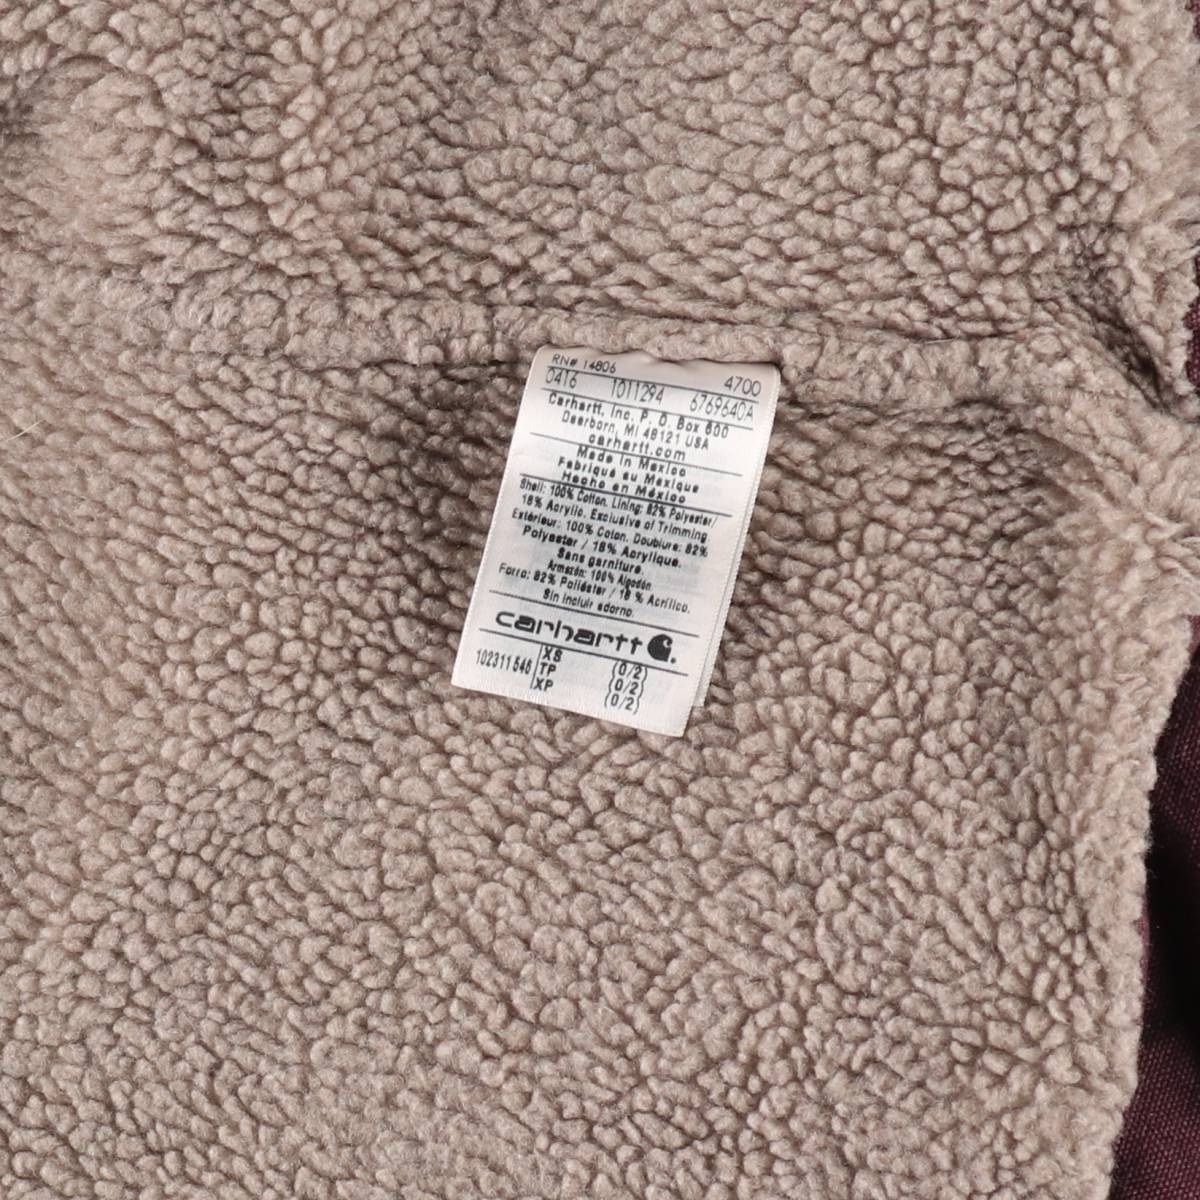 RN# 14806
4700
0416 1011294 6769640A
Carhartt, Inc. P. O. Box 600
Dearborn, MI 48121 USA
carhartt.com
Made in Mexico
Fabriqué au Mexique
Hecho en México
Shell: 100% Cotton. Lining: 82% Polyester/
18% Acrylic. Exclusive of Trimming
Extérieur: 100% Coton. Doublure: 82%
Polyester / 18% Acrylique.
Sans garniture.
Armazón: 100% Algodón
Forro: 82% Poliéster / 18 % Acrílico.
Sin incluir adorno.
carhartt
102311 546 XS (0/2)
TP (0/2)
XP (0/2)